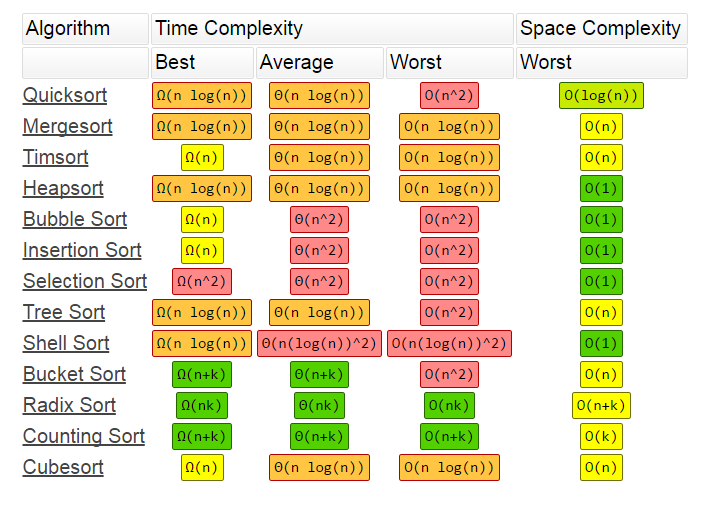 Algorithm Time Complexity Space Complexity
Best Average Worst Worst
Quicksort Ω(n log(n)) Θ(n log(n)) O(n^2) O(log(n))
Mergesort Ω(n log(n)) Θ(n log(n)) O(n log(n)) O(n)
Timsort Ω(n) Θ(n log(n)) O(n log(n)) O(n)
Heapsort Ω(n log(n)) Θ(n log(n)) O(n log(n)) O(1)
Bubble Sort Ω(n) Θ(n^2) O(n^2) O(1)
Insertion Sort Ω(n) Θ(n^2) O(n^2) O(1)
Selection Sort Ω(n^2) Θ(n^2) O(n^2) O(1)
Tree Sort Ω(n log(n)) Θ(n log(n)) O(n^2) O(n)
Shell Sort Ω(n log(n)) Θ(n(log(n))^2) O(n(log(n))^2) O(1)
Bucket Sort Ω(n+k) Θ(n+k) O(n^2) O(n)
Radix Sort Ω(nk) Θ(nk) O(nk) O(n+k)
Counting Sort Ω(n+k) Θ(n+k) O(n+k) O(k)
Cubesort Ω(n) Θ(n log(n)) O(n log(n)) O(n)